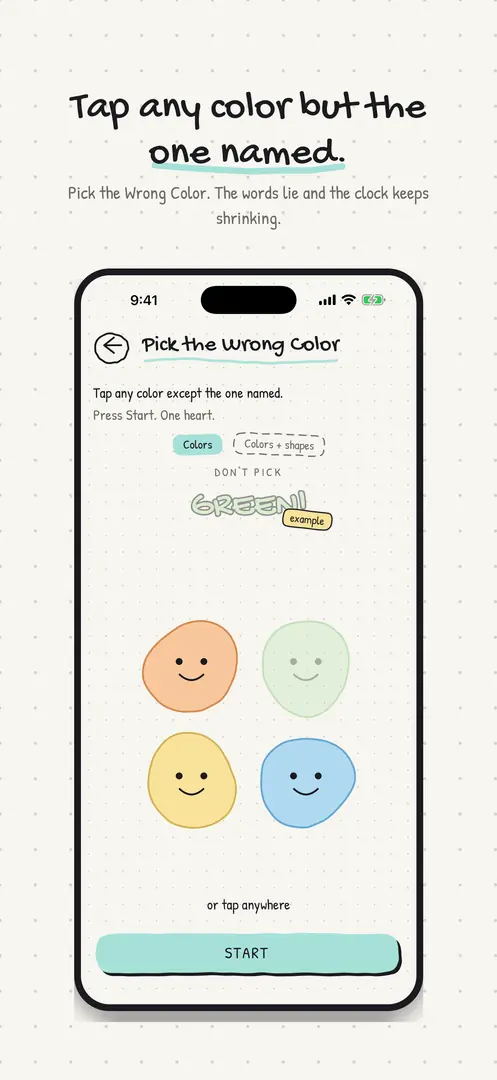 Tap any color but the
one named.
Pick the Wrong Color. The words lie and the clock keeps
shrinking.
9:41
Pick the Wrong Color
Tap any color except the one named.
Press Start. One heart.
Colors
Colors + shapes
DON'T PICK
GREEN!
example
or tap anywhere
START